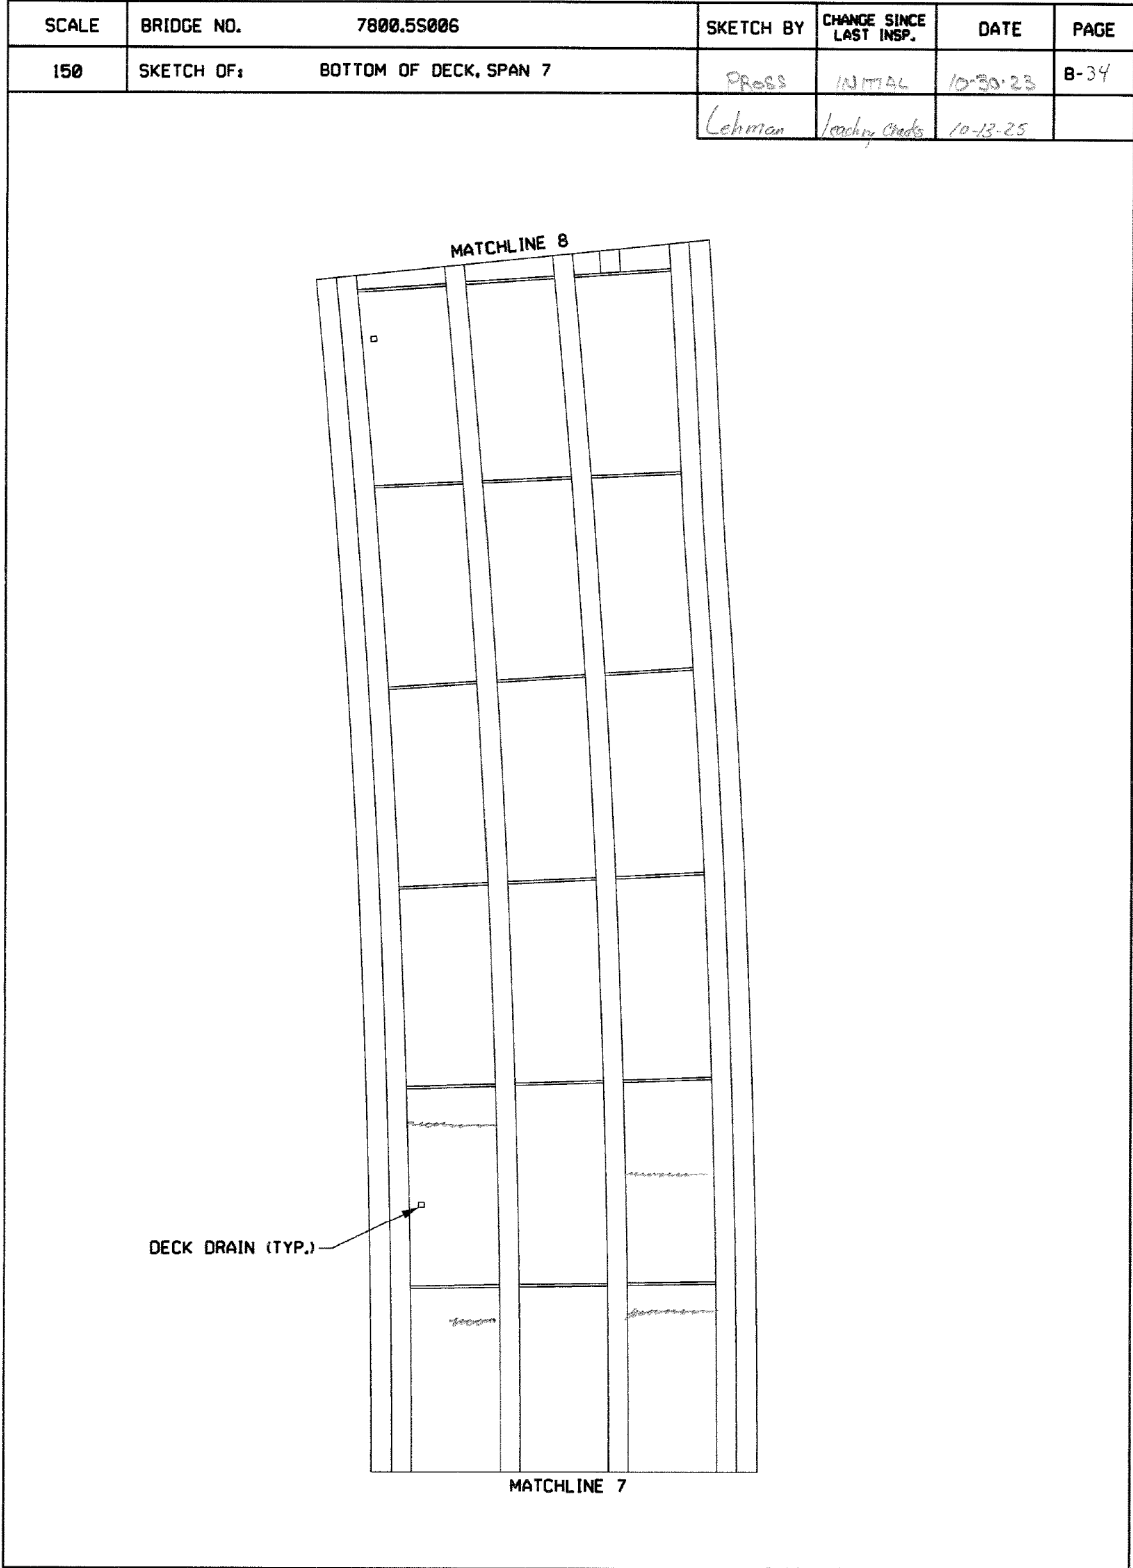 SCALE BRIDGE NO. 7800.5S006 SKETCH BY CHANGE SINCE LAST INSP. DATE PAGE
150 SKETCH OF: BOTTOM OF DECK, SPAN 7 PROSS INITIAL 10-30-23 B-34
Lehman leaching cracks 10-13-25
MATCHLINE 8
DECK DRAIN (TYP.)
MATCHLINE 7